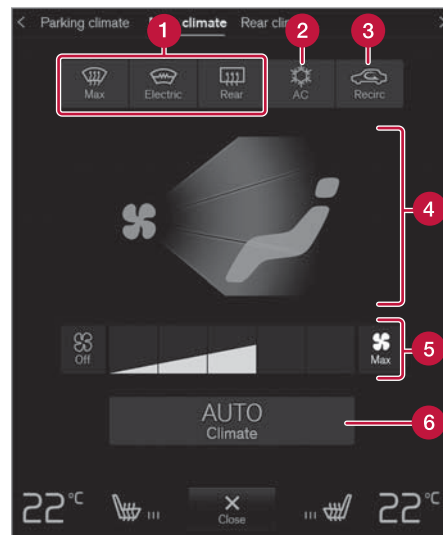 Parking climate climate Rear
1 2 3
Max Electric Rear AC Recirc
4
Off Max 5
AUTO 6
Climate
22°C Close 22°C